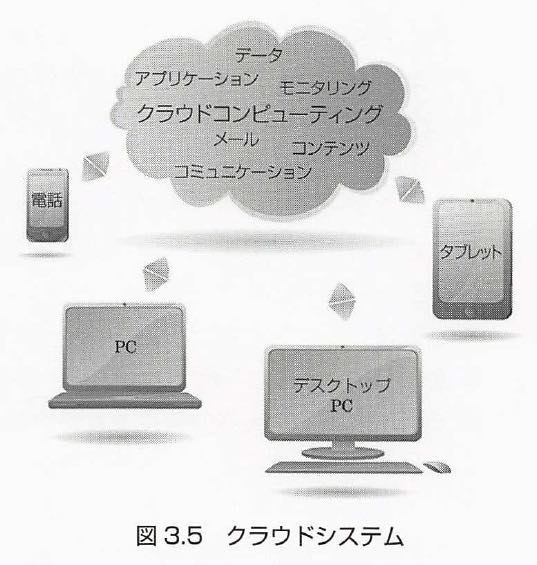 データ
アプリケーション
モニタリング
クラウドコンピューティング
メール
コンテンツ
コミュニケーション
電話
タブレット
PC
デスクトップ
PC
図 3.5 クラウドシステム